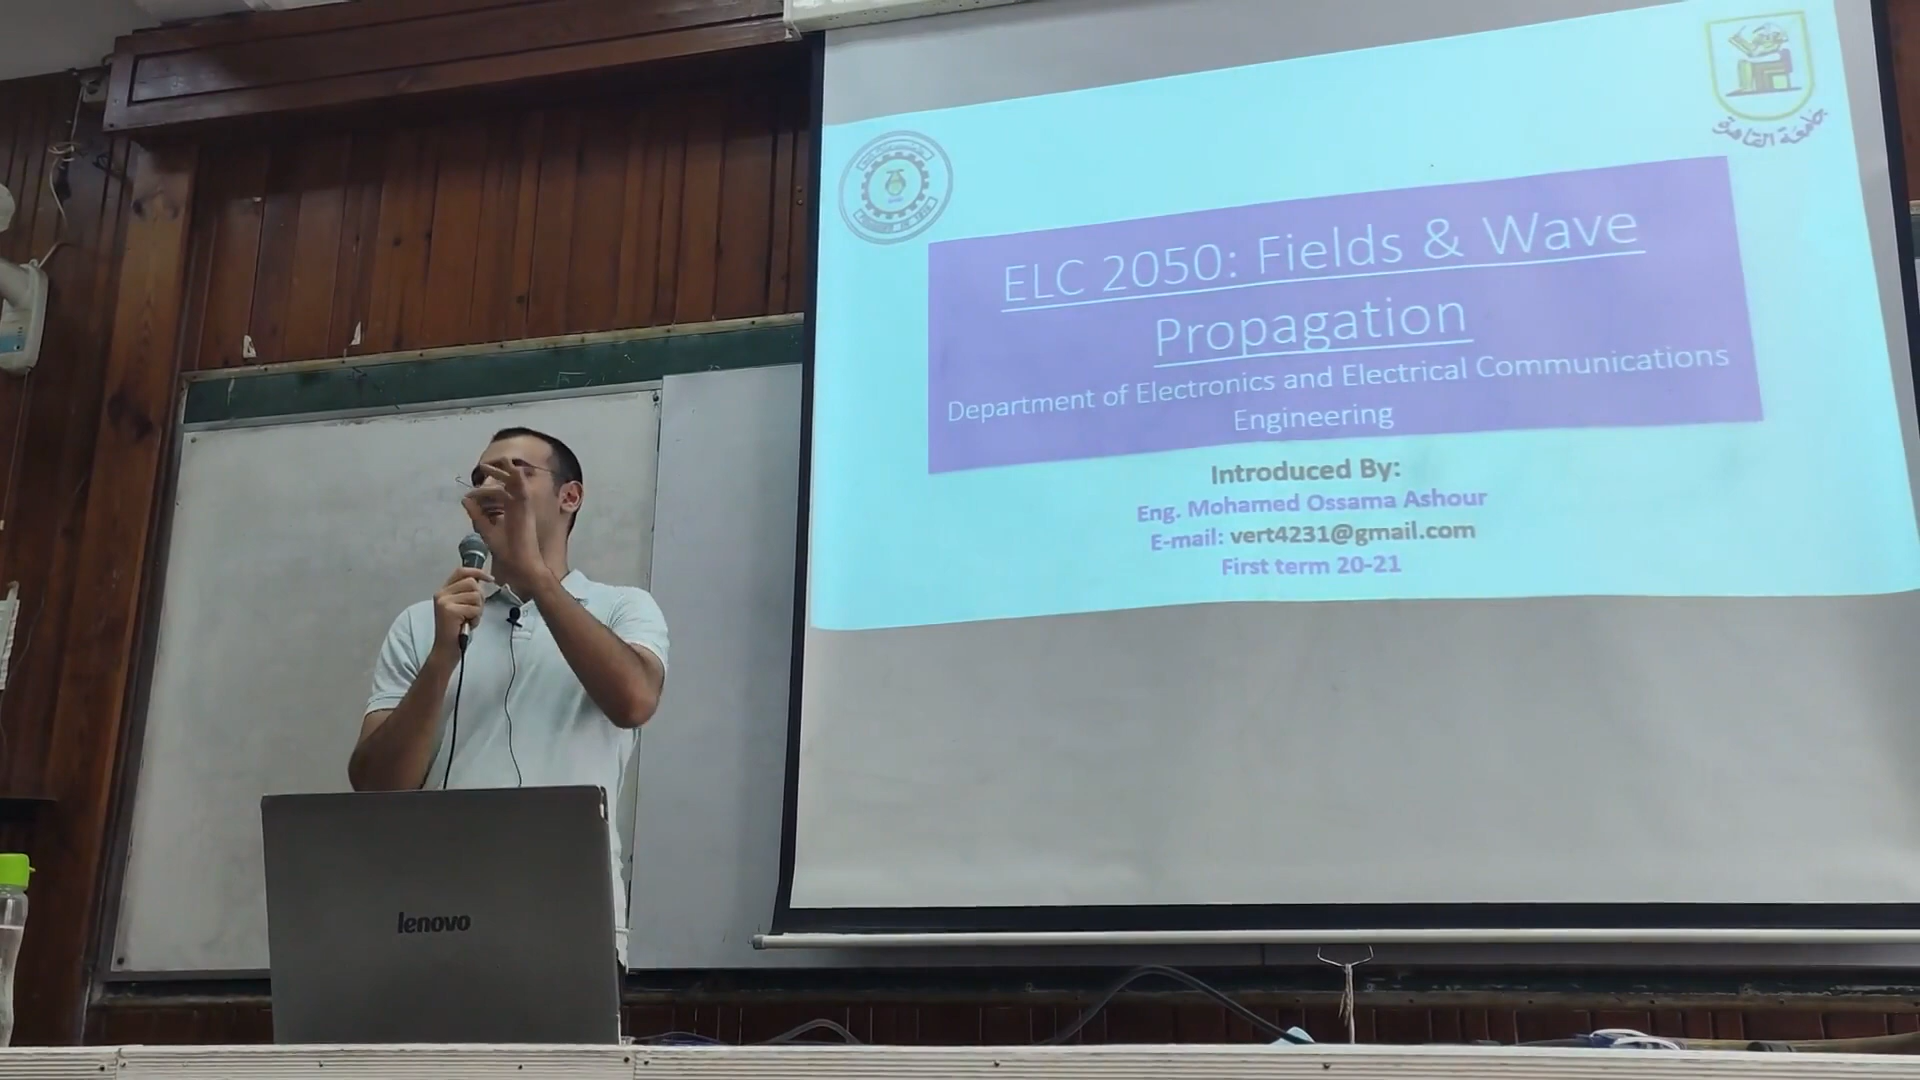 جامعة القاهرة
ELC 2050: Fields & Wave
Propagation
Department of Electronics and Electrical Communications
Engineering
Introduced By:
Eng. Mohamed Ossama Ashour
E-mail: vert4231@gmail.com
First term 20-21
lenovo